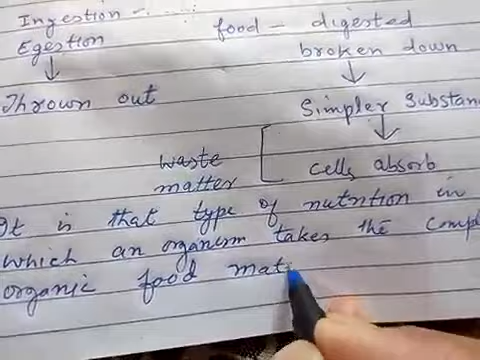 Ingestion
Egestion
Thrown out
food - digested
broken down
Simpler Substan
cells absorb
waste
matter
It is that type of nutrition in
which an organism takes the compl
organic food mat